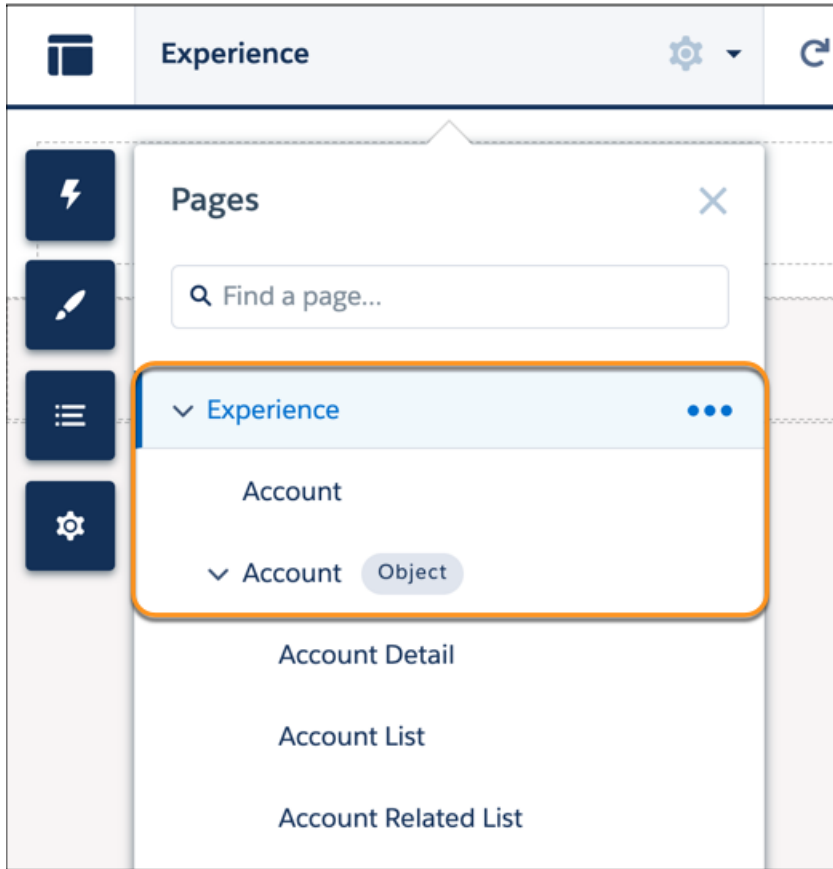 Experience
Pages
Find a page...
Experience
Account
Account Object
Account Detail
Account List
Account Related List